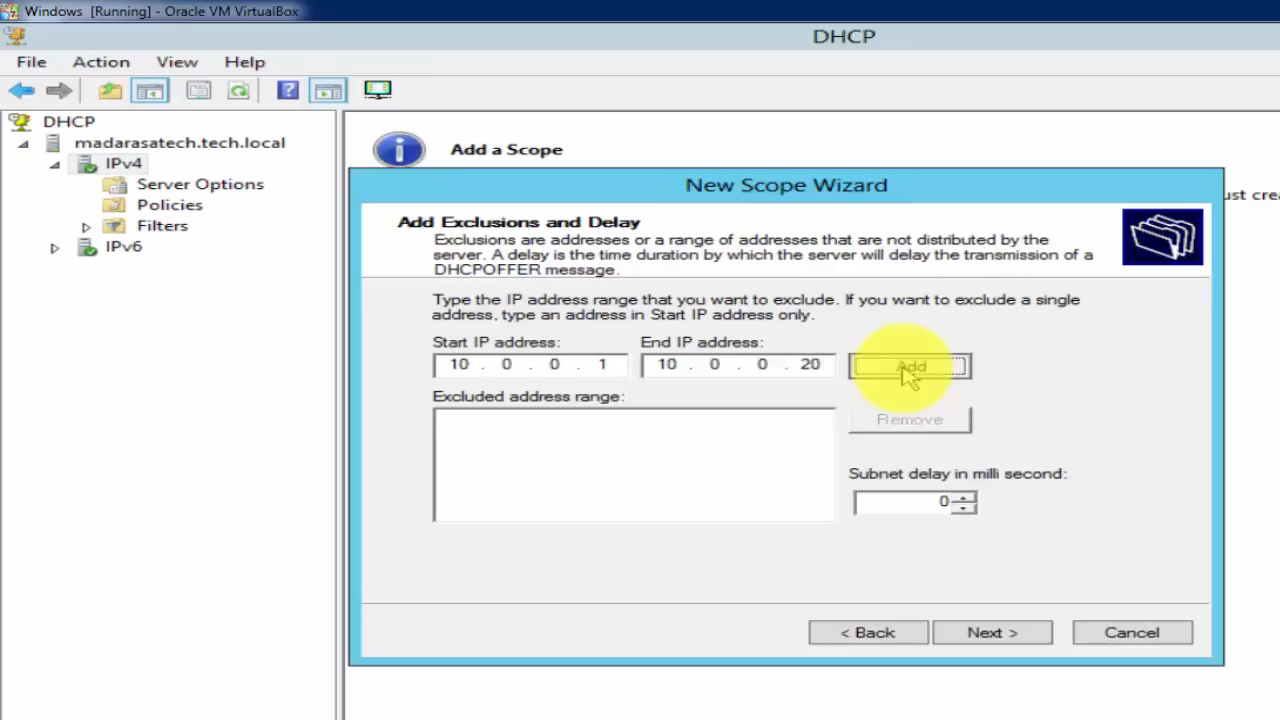 Windows [Running] - Oracle VM VirtualBox
DHCP
File Action View Help
DHCP
madarasatech.tech.local
IPv4
Server Options
Policies
Filters
IPv6
Add a Scope
ust crea
New Scope Wizard
Add Exclusions and Delay
Exclusions are addresses or a range of addresses that are not distributed by the
server. A delay is the time duration by which the server will delay the transmission of a
DHCPOFFER message.
Type the IP address range that you want to exclude. If you want to exclude a single
address, type an address in Start IP address only.
Start IP address: End IP address:
10 . 0 . 0 . 1 10 . 0 . 0 . 20 Add
Excluded address range:
Remove
Subnet delay in milli second:
0
< Back Next > Cancel